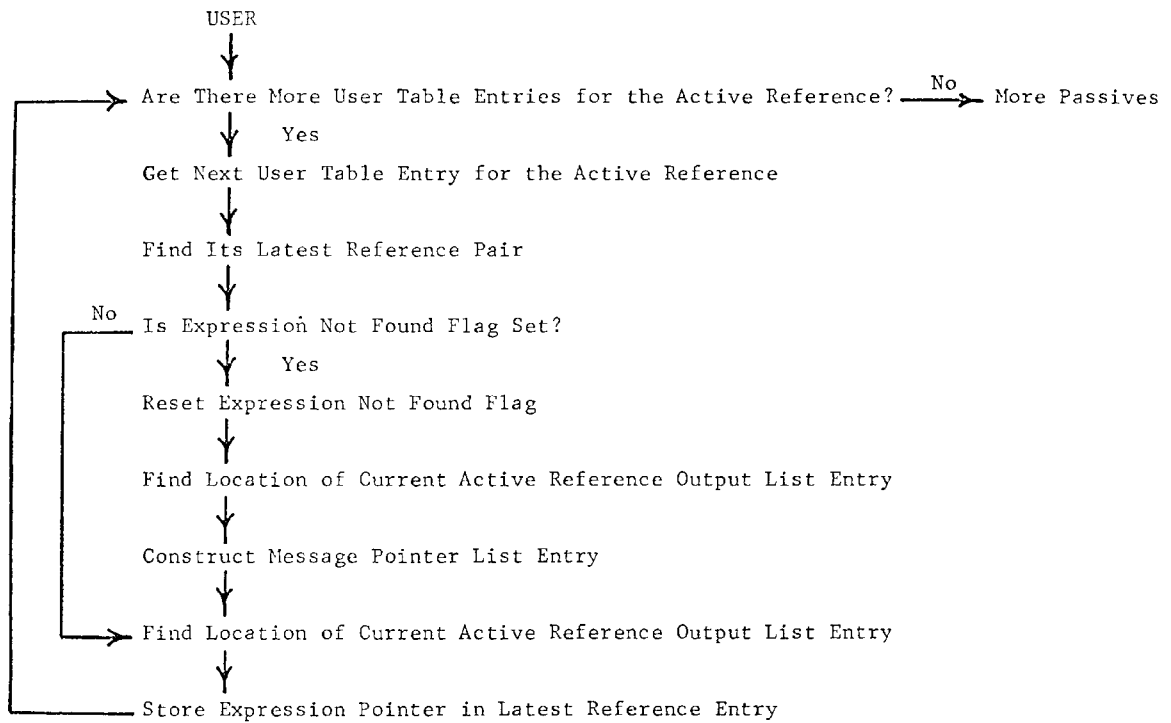 USER
Are There More User Table Entries for the Active Reference? No More Passives
Yes
Get Next User Table Entry for the Active Reference
Find Its Latest Reference Pair
No
Is Expression Not Found Flag Set?
Yes
Reset Expression Not Found Flag
Find Location of Current Active Reference Output List Entry
Construct Message Pointer List Entry
Find Location of Current Active Reference Output List Entry
Store Expression Pointer in Latest Reference Entry